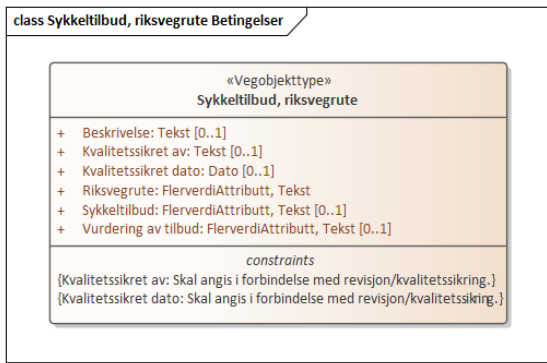 class Sykkeltilbud, riksvegrute Betingelser
«Vegobjekttype»
Sykkeltilbud, riksvegrute
+ Beskrivelse: Tekst [0..1]
+ Kvalitetssikret av: Tekst [0..1]
+ Kvalitetssikret dato: Dato [0..1]
+ Riksvegrute: FlerverdiAttributt, Tekst
+ Sykkeltilbud: FlerverdiAttributt, Tekst [0..1]
+ Vurdering av tilbud: FlerverdiAttributt, Tekst [0..1]
constraints
{Kvalitetssikret av: Skal angis i forbindelse med revisjon/kvalitetssikring.}
{Kvalitetssikret dato: Skal angis i forbindelse med revisjon/kvalitetssikring.}